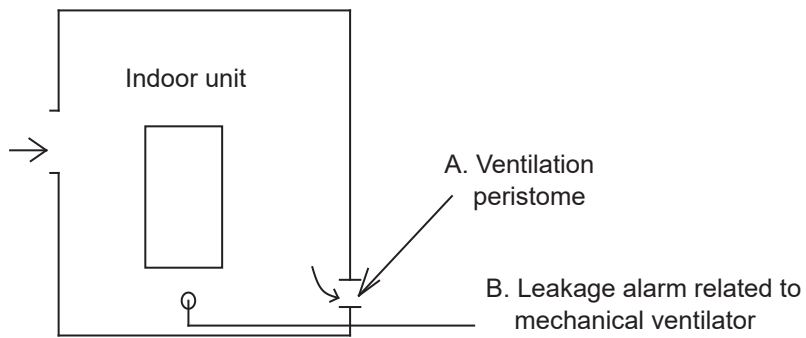 Indoor unit
A. Ventilation
peristome
B. Leakage alarm related to
mechanical ventilator